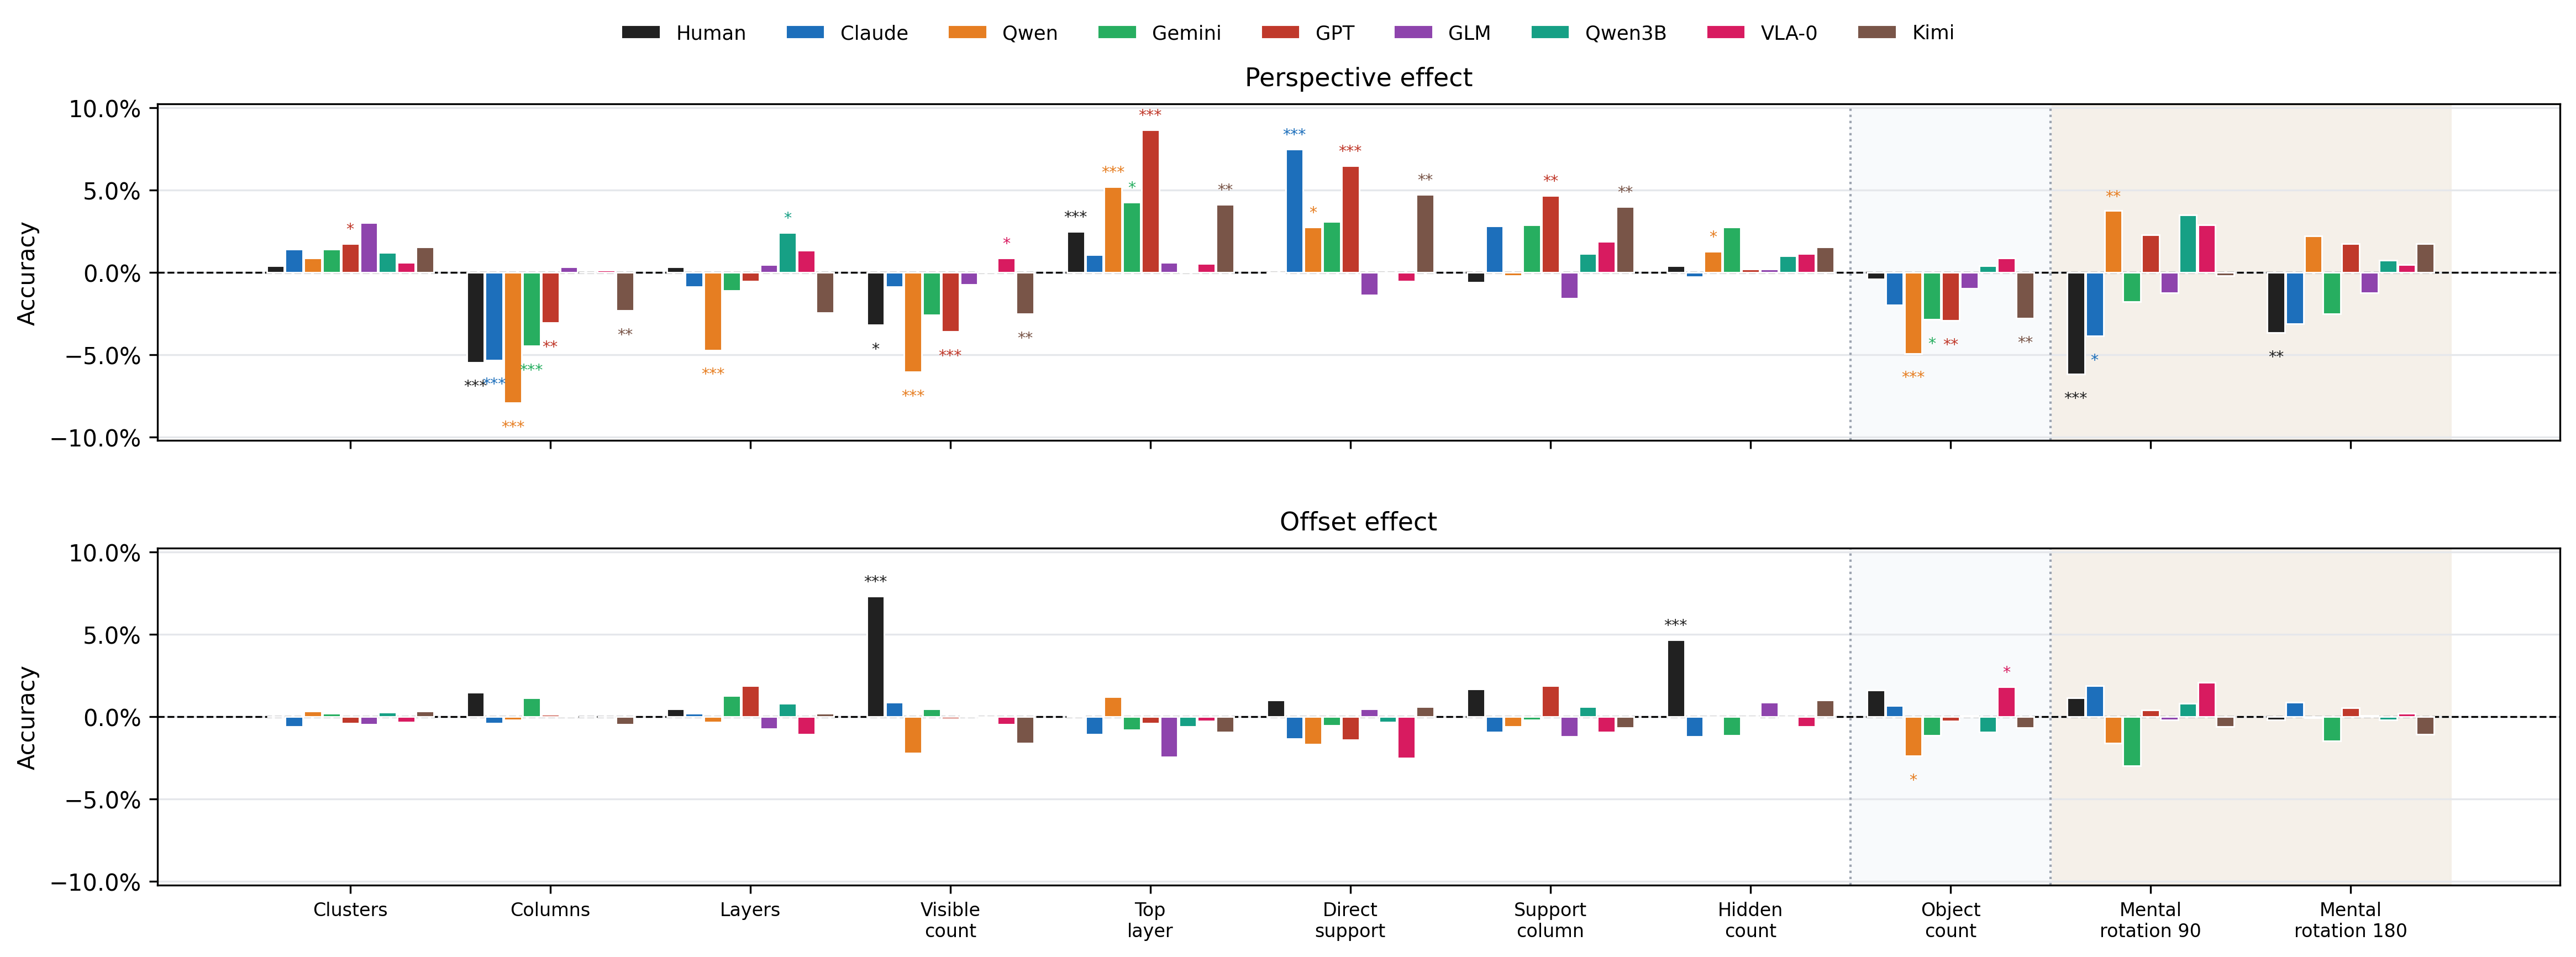 Human Claude Qwen Gemini GPT GLM Qwen3B VLA-0 Kimi
Perspective effect
Accuracy
10.0%
5.0%
0.0%
−5.0%
−10.0%
* *** *** *** *** ** ** *** * * *** *** ** *** *** * *** ** *** * *** ** ** ** * *** * ** ** *** * ** **
Offset effect
Accuracy
10.0%
5.0%
0.0%
−5.0%
−10.0%
*** *** * *
Clusters
Columns
Layers
Visible
count
Top
layer
Direct
support
Support
column
Hidden
count
Object
count
Mental
rotation 90
Mental
rotation 180